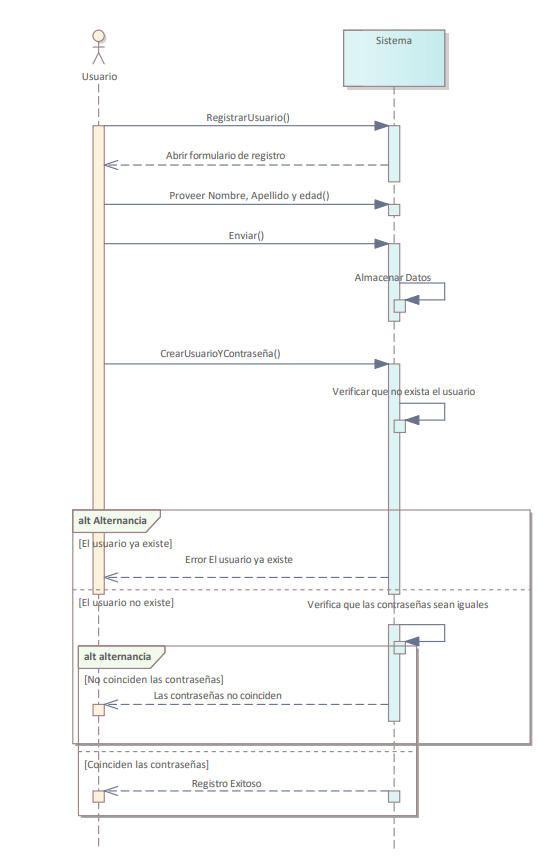 Sistema
Usuario
RegistrarUsuario()
Abrir formulario de registro
Proveer Nombre, Apellido y edad()
Enviar()
Almacenar Datos
CrearUsuarioYContraseña()
Verificar que no exista el usuario
alt Alternancia
[El usuario ya existe]
Error El usuario ya existe
[El usuario no existe]
Verifica que las contraseñas sean iguales
alt alternancia
[No coinciden las contraseñas]
Las contraseñas no coinciden
[Coinciden las contraseñas]
Registro Exitoso